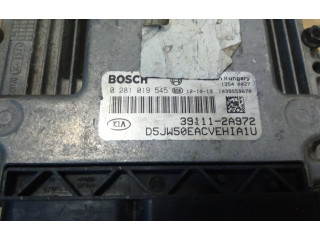 BOSCH
Hungary
0 281 019 545
KIA
39111-2A972
D5JW50EACVEHIA1U